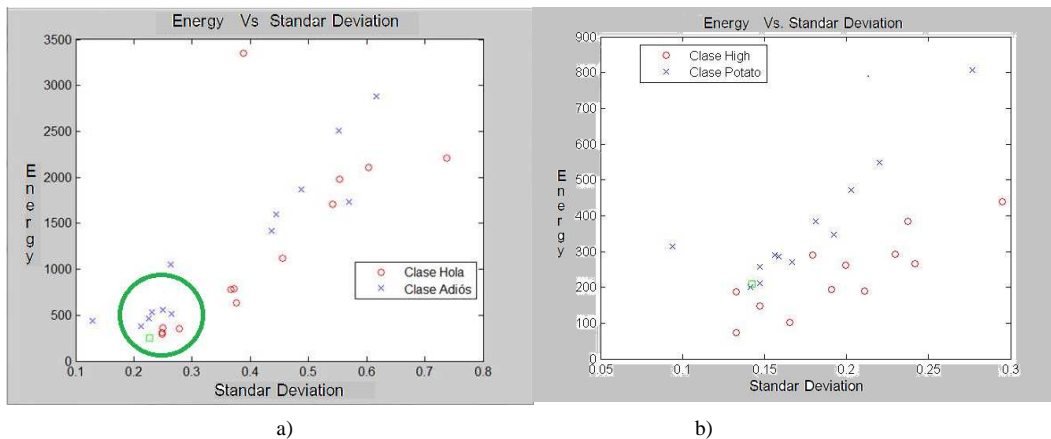 Energy Vs Standar Deviation
3500
3000
2500
2000
1500
1000
500
0
0.1 0.2 0.3 0.4 0.5 0.6 0.7 0.8
Energy
Standar Deviation
Clase Hola
Clase Adiós
a)
Energy Vs. Standar Deviation
900
800
700
600
500
400
300
200
100
0
0.05 0.1 0.15 0.2 0.25 0.3
Energy
Standar Deviation
Clase High
Clase Potato
b)